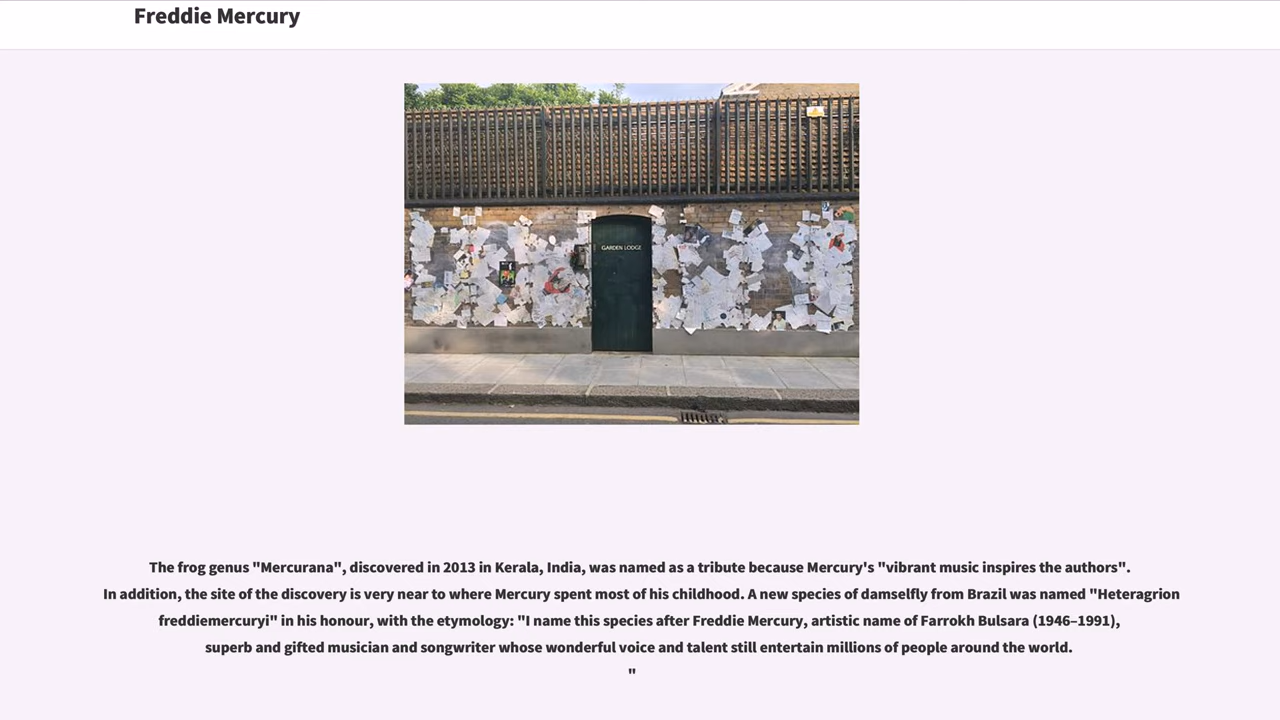 Freddie Mercury
GARDEN LODGE
The frog genus "Mercurana", discovered in 2013 in Kerala, India, was named as a tribute because Mercury's "vibrant music inspires the authors".
In addition, the site of the discovery is very near to where Mercury spent most of his childhood. A new species of damselfly from Brazil was named "Heteragrion
freddiemercuryi" in his honour, with the etymology: "I name this species after Freddie Mercury, artistic name of Farrokh Bulsara (1946–1991),
superb and gifted musician and songwriter whose wonderful voice and talent still entertain millions of people around the world.
"